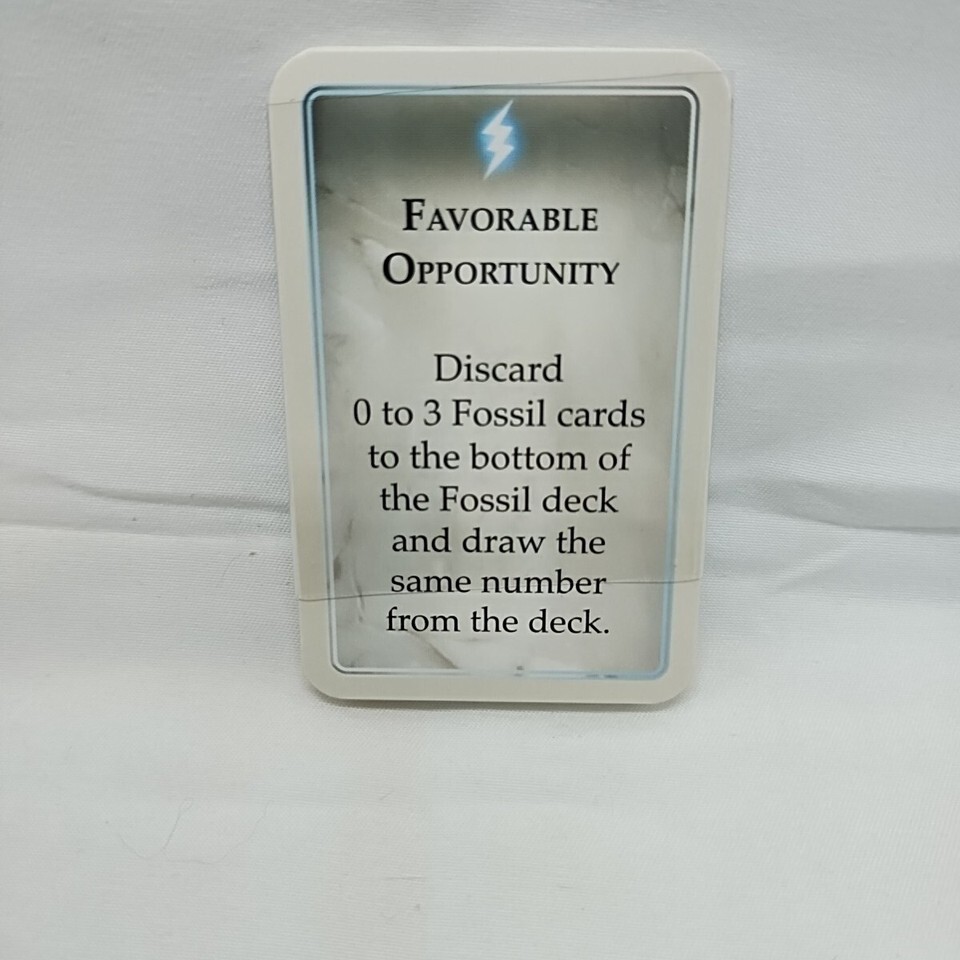 FAVORABLE
OPPORTUNITY
Discard
0 to 3 Fossil cards
to the bottom of
the Fossil deck
and draw the
same number
from the deck.